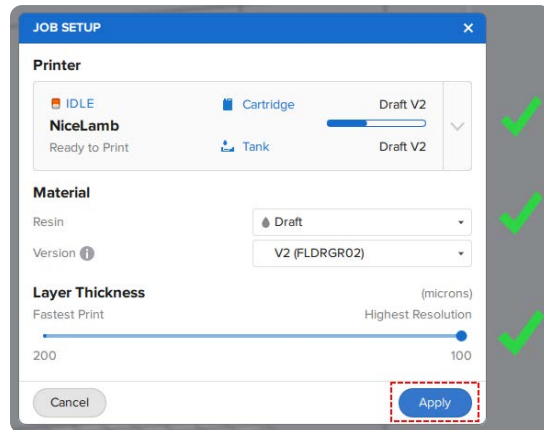 JOB SETUP
Printer
IDLE Cartridge Draft V2
NiceLamb
Ready to Print Tank Draft V2
Material
Resin Draft
Version V2 (FLDRGR02)
Layer Thickness (microns)
Fastest Print Highest Resolution
200 100
Cancel Apply